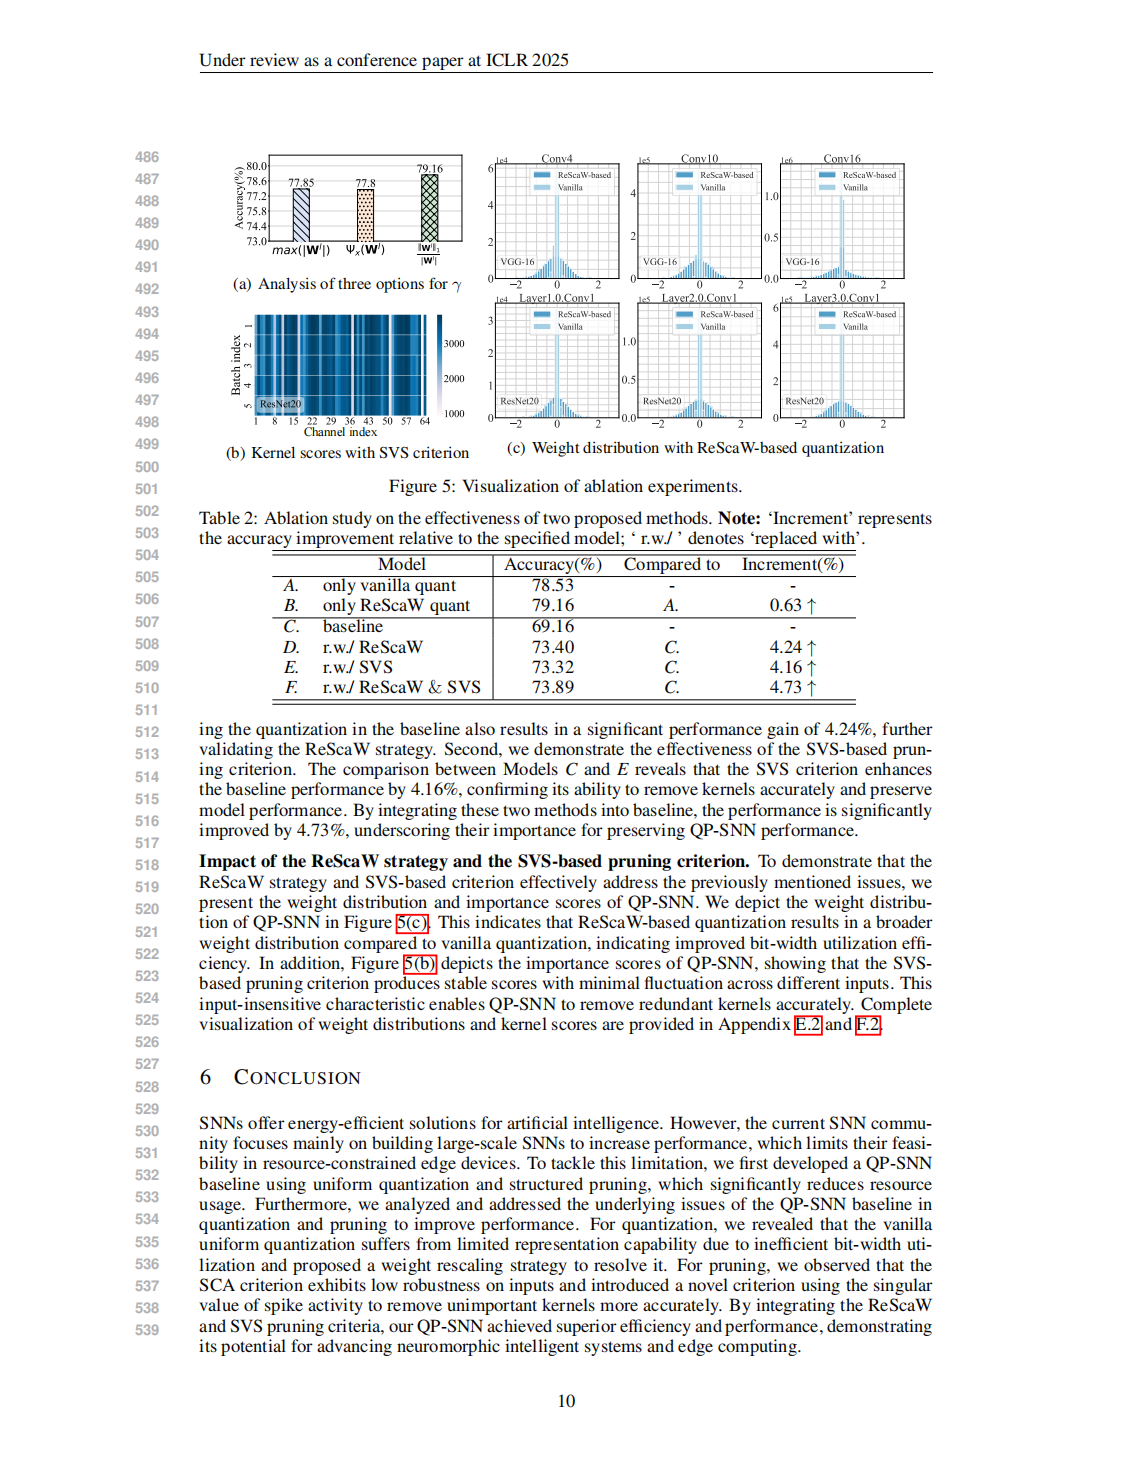 Under review as a conference paper at ICLR 2025
486
487
488
489
490
491
492
493
494
495
496
497
498
499
500
501
502
503
504
505
506
507
508
509
510
511
512
513
514
515
516
517
518
519
520
521
522
523
524
525
526
527
528
529
530
531
532
533
534
535
536
537
538
539
Accuracy(%)
80.0
78.6
77.2
75.8
74.4
73.0
77.85
77.8
79.16
max(|W^l|)
Ψx(W^l)
‖W^l‖1
|W^l|
(a) Analysis of three options for γ
Batch index
1
2
3
4
5
ResNet20
1 8 15 22 29 36 43 50 57 64
Channel index
3000
2000
1000
(b) Kernel scores with SVS criterion
1e4 Conv4
6
4
2
0
ReScaW-based
Vanilla
VGG-16
−2 0 2
1e5 Conv10
4
2
0
ReScaW-based
Vanilla
VGG-16
−2 0 2
1e6 Conv16
1.0
0.5
0.0
ReScaW-based
Vanilla
VGG-16
−2 0 2
1e4 Layer1.0.Conv1
3
2
1
0
ReScaW-based
Vanilla
ResNet20
−2 0 2
1e5 Layer2.0.Conv1
1.0
0.5
0.0
ReScaW-based
Vanilla
ResNet20
−2 0 2
1e5 Layer3.0.Conv1
6
4
2
0
ReScaW-based
Vanilla
ResNet20
−2 0 2
(c) Weight distribution with ReScaW-based quantization
Figure 5: Visualization of ablation experiments.
Table 2: Ablation study on the effectiveness of two proposed methods. Note: ‘Increment’ represents
the accuracy improvement relative to the specified model; ‘ r.w./ ’ denotes ‘replaced with’.
Model Accuracy(%) Compared to Increment(%)
A. only vanilla quant 78.53 - -
B. only ReScaW quant 79.16 A. 0.63 ↑
C. baseline 69.16 - -
D. r.w./ ReScaW 73.40 C. 4.24 ↑
E. r.w./ SVS 73.32 C. 4.16 ↑
F. r.w./ ReScaW & SVS 73.89 C. 4.73 ↑
ing the quantization in the baseline also results in a significant performance gain of 4.24%, further
validating the ReScaW strategy. Second, we demonstrate the effectiveness of the SVS-based prun-
ing criterion. The comparison between Models C and E reveals that the SVS criterion enhances
the baseline performance by 4.16%, confirming its ability to remove kernels accurately and preserve
model performance. By integrating these two methods into baseline, the performance is significantly
improved by 4.73%, underscoring their importance for preserving QP-SNN performance.
Impact of the ReScaW strategy and the SVS-based pruning criterion. To demonstrate that the
ReScaW strategy and SVS-based criterion effectively address the previously mentioned issues, we
present the weight distribution and importance scores of QP-SNN. We depict the weight distribu-
tion of QP-SNN in Figure 5(c). This indicates that ReScaW-based quantization results in a broader
weight distribution compared to vanilla quantization, indicating improved bit-width utilization effi-
ciency. In addition, Figure 5(b) depicts the importance scores of QP-SNN, showing that the SVS-
based pruning criterion produces stable scores with minimal fluctuation across different inputs. This
input-insensitive characteristic enables QP-SNN to remove redundant kernels accurately. Complete
visualization of weight distributions and kernel scores are provided in Appendix E.2 and F.2.
6 CONCLUSION
SNNs offer energy-efficient solutions for artificial intelligence. However, the current SNN commu-
nity focuses mainly on building large-scale SNNs to increase performance, which limits their feasi-
bility in resource-constrained edge devices. To tackle this limitation, we first developed a QP-SNN
baseline using uniform quantization and structured pruning, which significantly reduces resource
usage. Furthermore, we analyzed and addressed the underlying issues of the QP-SNN baseline in
quantization and pruning to improve performance. For quantization, we revealed that the vanilla
uniform quantization suffers from limited representation capability due to inefficient bit-width uti-
lization and proposed a weight rescaling strategy to resolve it. For pruning, we observed that the
SCA criterion exhibits low robustness on inputs and introduced a novel criterion using the singular
value of spike activity to remove unimportant kernels more accurately. By integrating the ReScaW
and SVS pruning criteria, our QP-SNN achieved superior efficiency and performance, demonstrating
its potential for advancing neuromorphic intelligent systems and edge computing.
10